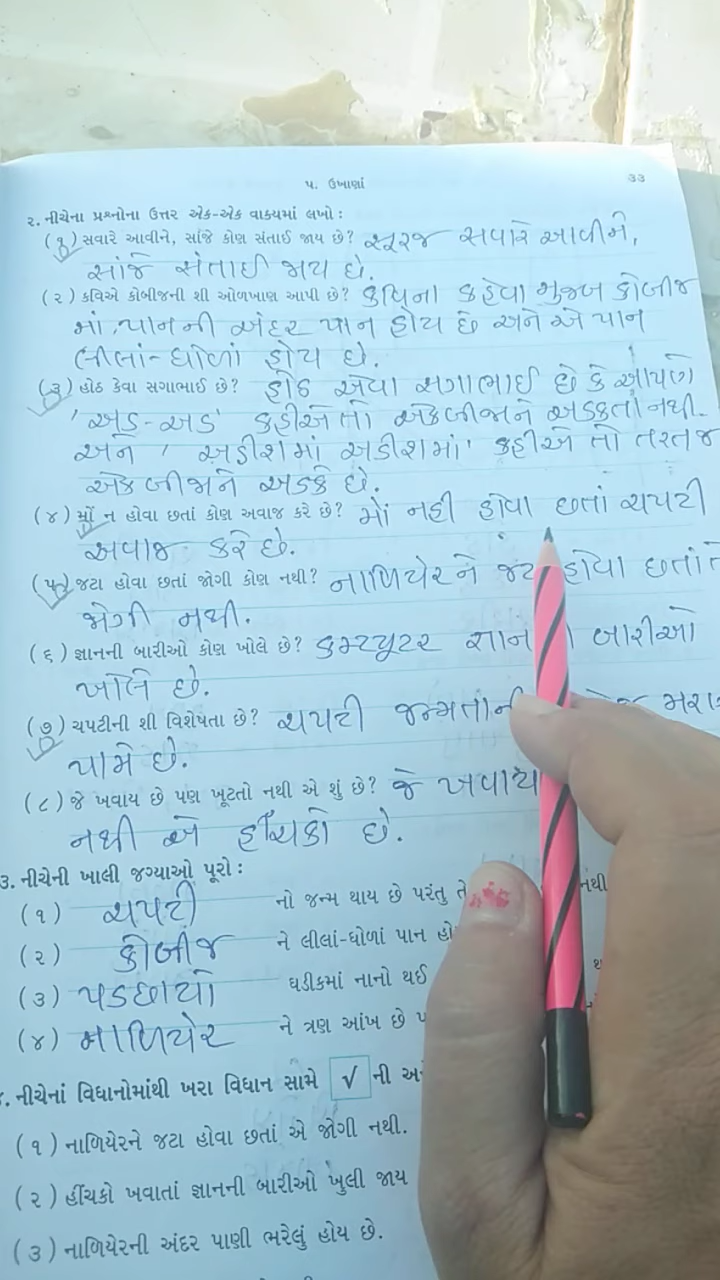 ૫. ઉખાણાં ૩૩
૨. નીચેના પ્રશ્નોના ઉત્તર એક-એક વાક્યમાં લખો :
(૧) સવારે આવીને, સાંજે કોણ સંતાઈ જાય છે? સૂરજ સવારે આવીને,
સાંજે સંતાઈ જાય છે.
(૨) કવિએ કોબીજની શી ઓળખાણ આપી છે? કવિના કહેવા મુજબ કોબીજ
માં પાનની અંદર પાન હોય છે અને એ પાન
લીલાં-ધોળાં હોય છે.
(૩) હોઠ કેવા સગાભાઈ છે? હોઠ એવા સગાભાઈ છે કે આપણે
'અડ-અડ' કહીએ તો એકબીજાને અડકતાં નથી.
અને 'અડીશમાં અડીશમાં' કહીએ તો તરત જ
એકબીજાને અડકે છે.
(૪) મોં ન હોવા છતાં કોણ અવાજ કરે છે? મોં નહી હોવા છતાં ચપટી
અવાજ કરે છે.
(૫) જટા હોવા છતાં જોગી કોણ નથી? નાળિયેરને હોવા છતાં તે
જોગી નથી.
(૬) જ્ઞાનની બારીઓ કોણ ખોલે છે? કમ્પ્યૂટર બારીઓ
ખોલે છે.
(૭) ચપટીની શી વિશેષતા છે? ચપટી જન્મતાંની
પામે છે.
(૮) જે ખવાય છે પણ ખૂટતો નથી એ શું છે? જે ખવાય
નથી એ હીંચકો છે.
૩. નીચેની ખાલી જગ્યાઓ પૂરો :
(૧) ચપટી નો જન્મ થાય છે પરંતુ તે નથી
(૨) કોબીજ ને લીલાં-ધોળાં પાન
(૩) પડછાયો ઘડીકમાં નાનો થઈ
(૪) નાળિયેર ને ત્રણ આંખ છે
૪. નીચેનાં વિધાનોમાંથી ખરા વિધાન સામે √ ની
(૧) નાળિયેરને જટા હોવા છતાં એ જોગી નથી.
(૨) હીંચકો ખવાતાં જ્ઞાનની બારીઓ ખુલી જાય
(૩) નાળિયેરની અંદર પાણી ભરેલું હોય છે.